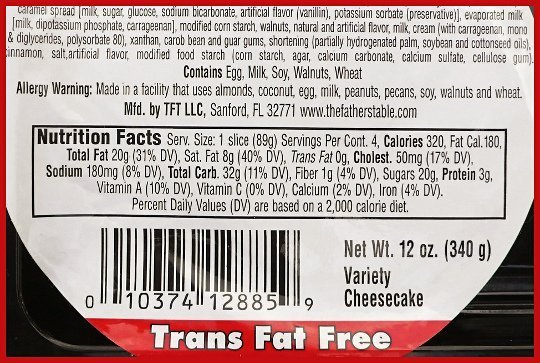 caramel spread [milk, sugar, glucose, sodium bicarbonate, artificial flavor (vanillin), potassium sorbate (preservative)], evaporated milk
[milk, dipotassium phosphate, carrageenan], modified corn starch, walnuts, natural and artificial flavor, milk, cream (with carrageenan, mono
& diglycerides, polysorbate 80), xanthan, carob bean and guar gums, shortening (partially hydrogenated palm, soybean and cottonseed oils),
cinnamon, salt,artificial flavor, modified food starch (corn starch, agar, calcium carbonate, calcium sulfate, cellulose gum).
Contains Egg, Milk, Soy, Walnuts, Wheat
Allergy Warning: Made in a facility that uses almonds, coconut, egg, milk, peanuts, pecans, soy, walnuts and wheat.
Mfd. by TFT LLC, Sanford, FL 32771 www.thefatherstable.com
Nutrition Facts Serv. Size: 1 slice (89g) Servings Per Cont. 4, Calories 320, Fat Cal.180,
Total Fat 20g (31% DV), Sat. Fat 8g (40% DV), Trans Fat 0g, Cholest. 50mg (17% DV),
Sodium 180mg (8% DV), Total Carb. 32g (11% DV), Fiber 1g (4% DV), Sugars 20g, Protein 3g,
Vitamin A (10% DV), Vitamin C (0% DV), Calcium (2% DV), Iron (4% DV).
Percent Daily Values (DV) are based on a 2,000 calorie diet.
Net Wt. 12 oz. (340 g)
Variety
Cheesecake
0 10374 12885 9
Trans Fat Free